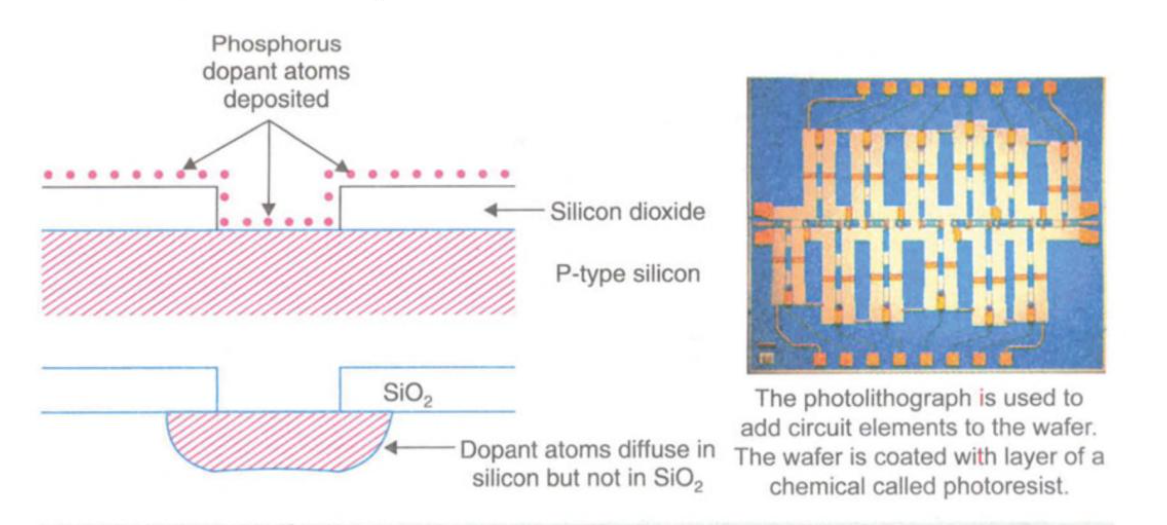 Phosphorus
dopant atoms
deposited
Silicon dioxide
P-type silicon
SiO₂
Dopant atoms diffuse in
silicon but not in SiO₂
The photolithograph is used to
add circuit elements to the wafer.
The wafer is coated with layer of a
chemical called photoresist.